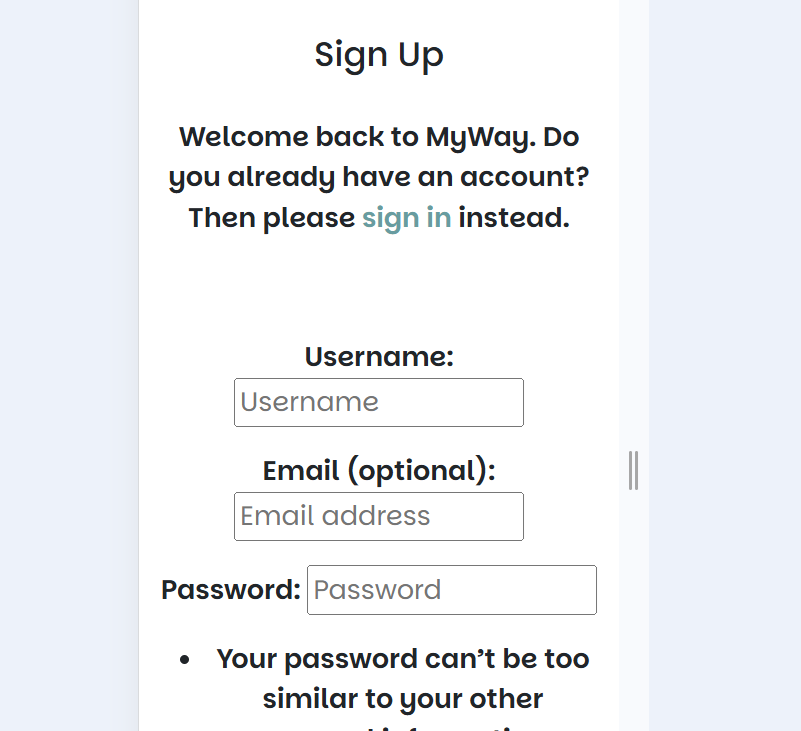 Sign Up
Welcome back to MyWay. Do
you already have an account?
Then please sign in instead.
Username:
Username
Email (optional):
Email address
Password: Password
• Your password can’t be too
similar to your other